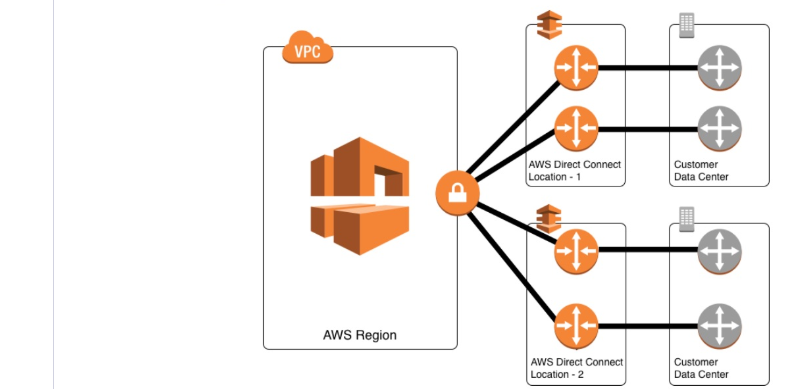 VPC
AWS Direct Connect
Location - 1
Customer
Data Center
AWS Region
AWS Direct Connect
Location - 2
Customer
Data Center